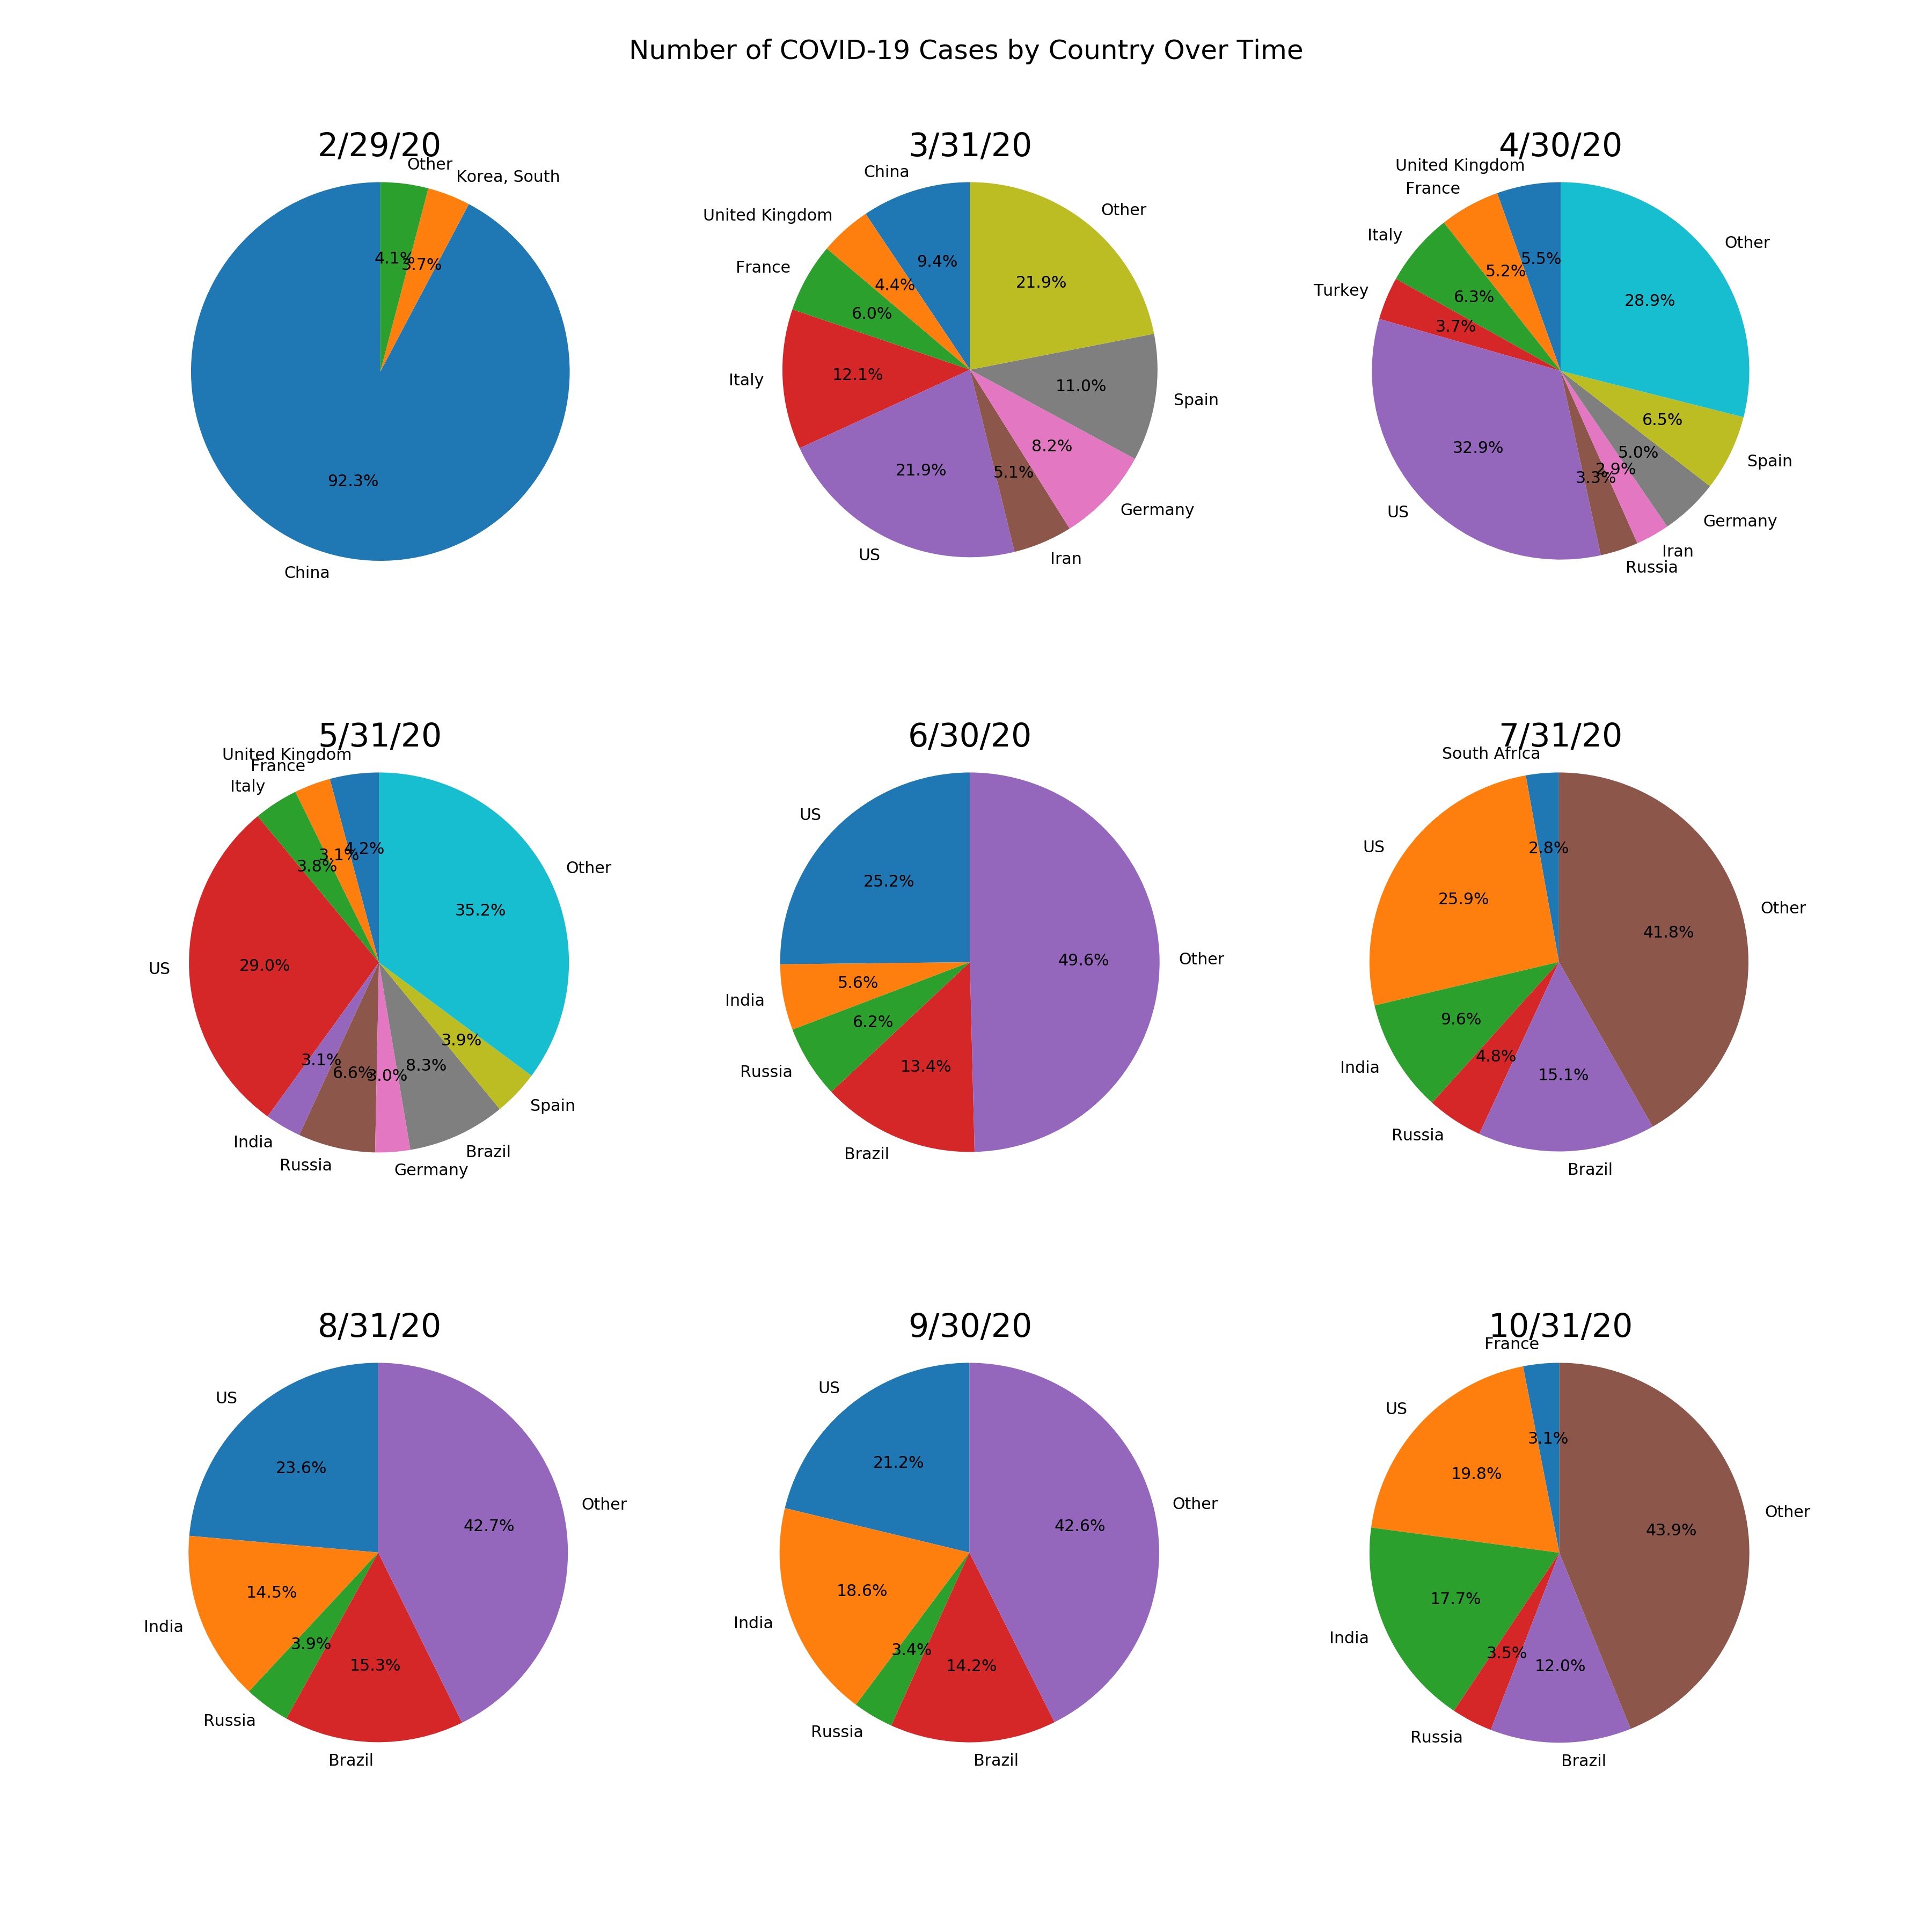 Number of COVID-19 Cases by Country Over Time
2/29/20
Other
Korea, South
4.1%
3.7%
92.3%
China
3/31/20
China
United Kingdom
Other
France
9.4%
4.4%
21.9%
6.0%
Italy
12.1%
11.0%
Spain
8.2%
21.9%
5.1%
Germany
US
Iran
4/30/20
United Kingdom
France
Italy
Other
5.5%
5.2%
Turkey
6.3%
28.9%
3.7%
6.5%
32.9%
5.0%
Spain
2.9%
3.3%
US
Germany
Iran
Russia
5/31/20
United Kingdom
France
Italy
4.2%
3.1%
3.8%
Other
35.2%
US
29.0%
3.9%
3.1%
8.3%
6.6%
3.0%
Spain
India
Brazil
Russia
Germany
6/30/20
US
25.2%
49.6%
Other
5.6%
India
6.2%
13.4%
Russia
Brazil
7/31/20
South Africa
US
2.8%
25.9%
Other
41.8%
9.6%
4.8%
India
15.1%
Russia
Brazil
8/31/20
US
23.6%
Other
42.7%
14.5%
India
3.9%
15.3%
Russia
Brazil
9/30/20
US
21.2%
Other
42.6%
18.6%
India
3.4%
14.2%
Russia
Brazil
10/31/20
France
US
3.1%
19.8%
Other
43.9%
17.7%
India
3.5%
12.0%
Russia
Brazil